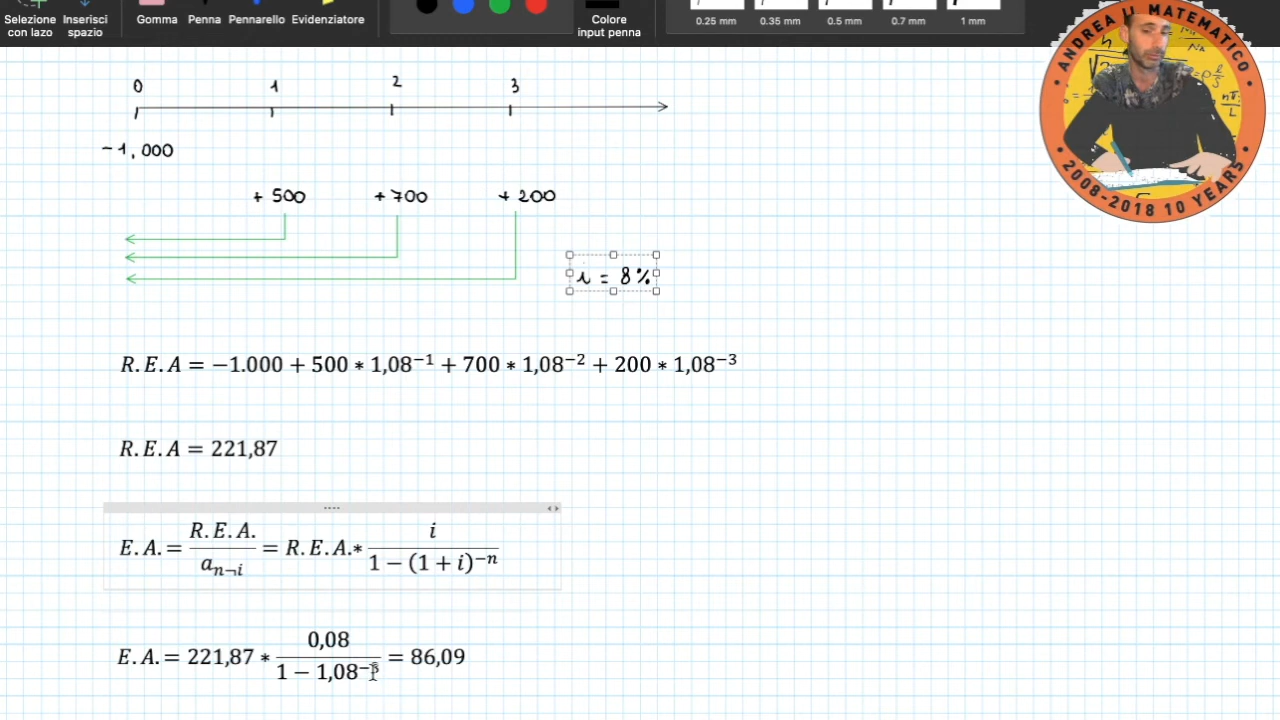 Selezione con lazo
Inserisci spazio
Gomma
Penna
Pennarello
Evidenziatore
Colore input penna
0.25 mm
0.35 mm
0.5 mm
0.7 mm
1 mm
ANDREA IL MATEMATICO
2008-2018 10 YEARS
0 1 2 3
-1,000
+ 500 + 700 + 200
i = 8%
R.E.A = −1.000 + 500 ∗ 1,08⁻¹ + 700 ∗ 1,08⁻² + 200 ∗ 1,08⁻³
R.E.A = 221,87
E.A.= R.E.A. / aₙ¬ᵢ = R.E.A.∗ i / 1 − (1 + i)⁻ⁿ
E.A.= 221,87 ∗ 0,08 / 1 − 1,08⁻³ = 86,09